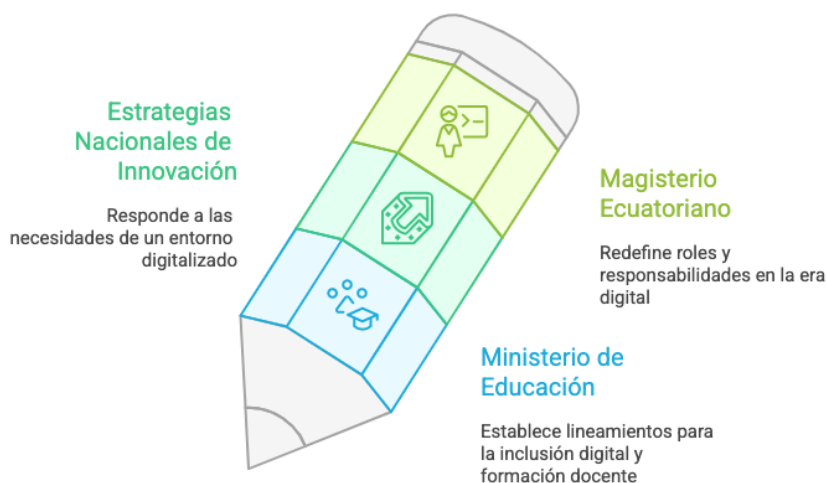 Estrategias
Nacionales de
Innovación
Responde a las
necesidades de un entorno
digitalizado
Magisterio
Ecuatoriano
Redefine roles y
responsabilidades en la era
digital
Ministerio de
Educación
Establece lineamientos para
la inclusión digital y
formación docente